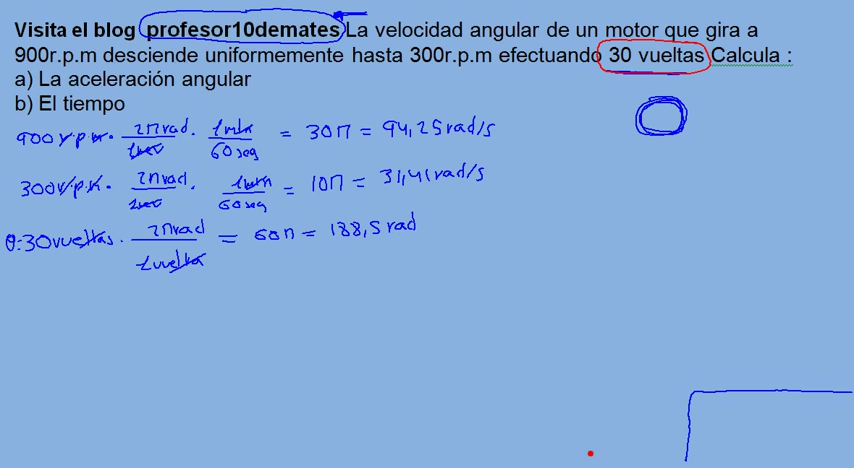 Visita el blog profesor10demates La velocidad angular de un motor que gira a
900r.p.m desciende uniformemente hasta 300r.p.m efectuando 30 vueltas Calcula :
a) La aceleración angular
b) El tiempo
900 r.p.m. 2π rad / 1 rev . 1 min / 60 seg = 30π = 94,25 rad/s
300 r.p.m. 2π rad / 1 rev . 1 min / 60 seg = 10π = 31,41 rad/s
θ: 30 vueltas . 2π rad / 1 vuelta = 60π = 188,5 rad